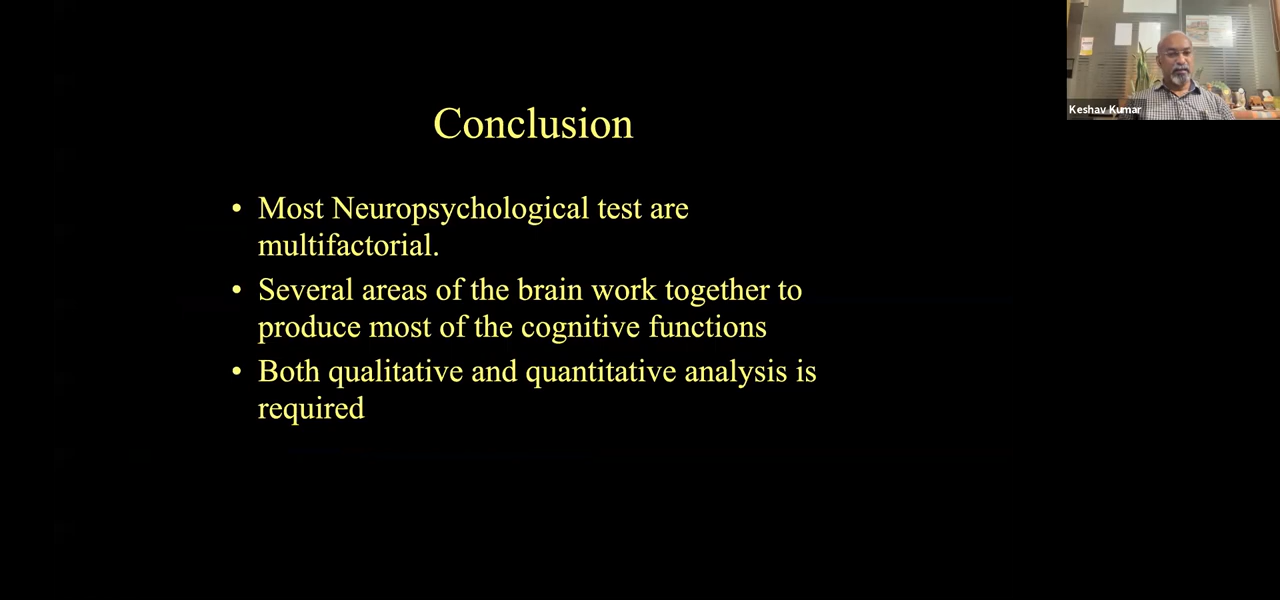 Conclusion
• Most Neuropsychological test are
multifactorial.
• Several areas of the brain work together to
produce most of the cognitive functions
• Both qualitative and quantitative analysis is
required
Keshav Kumar